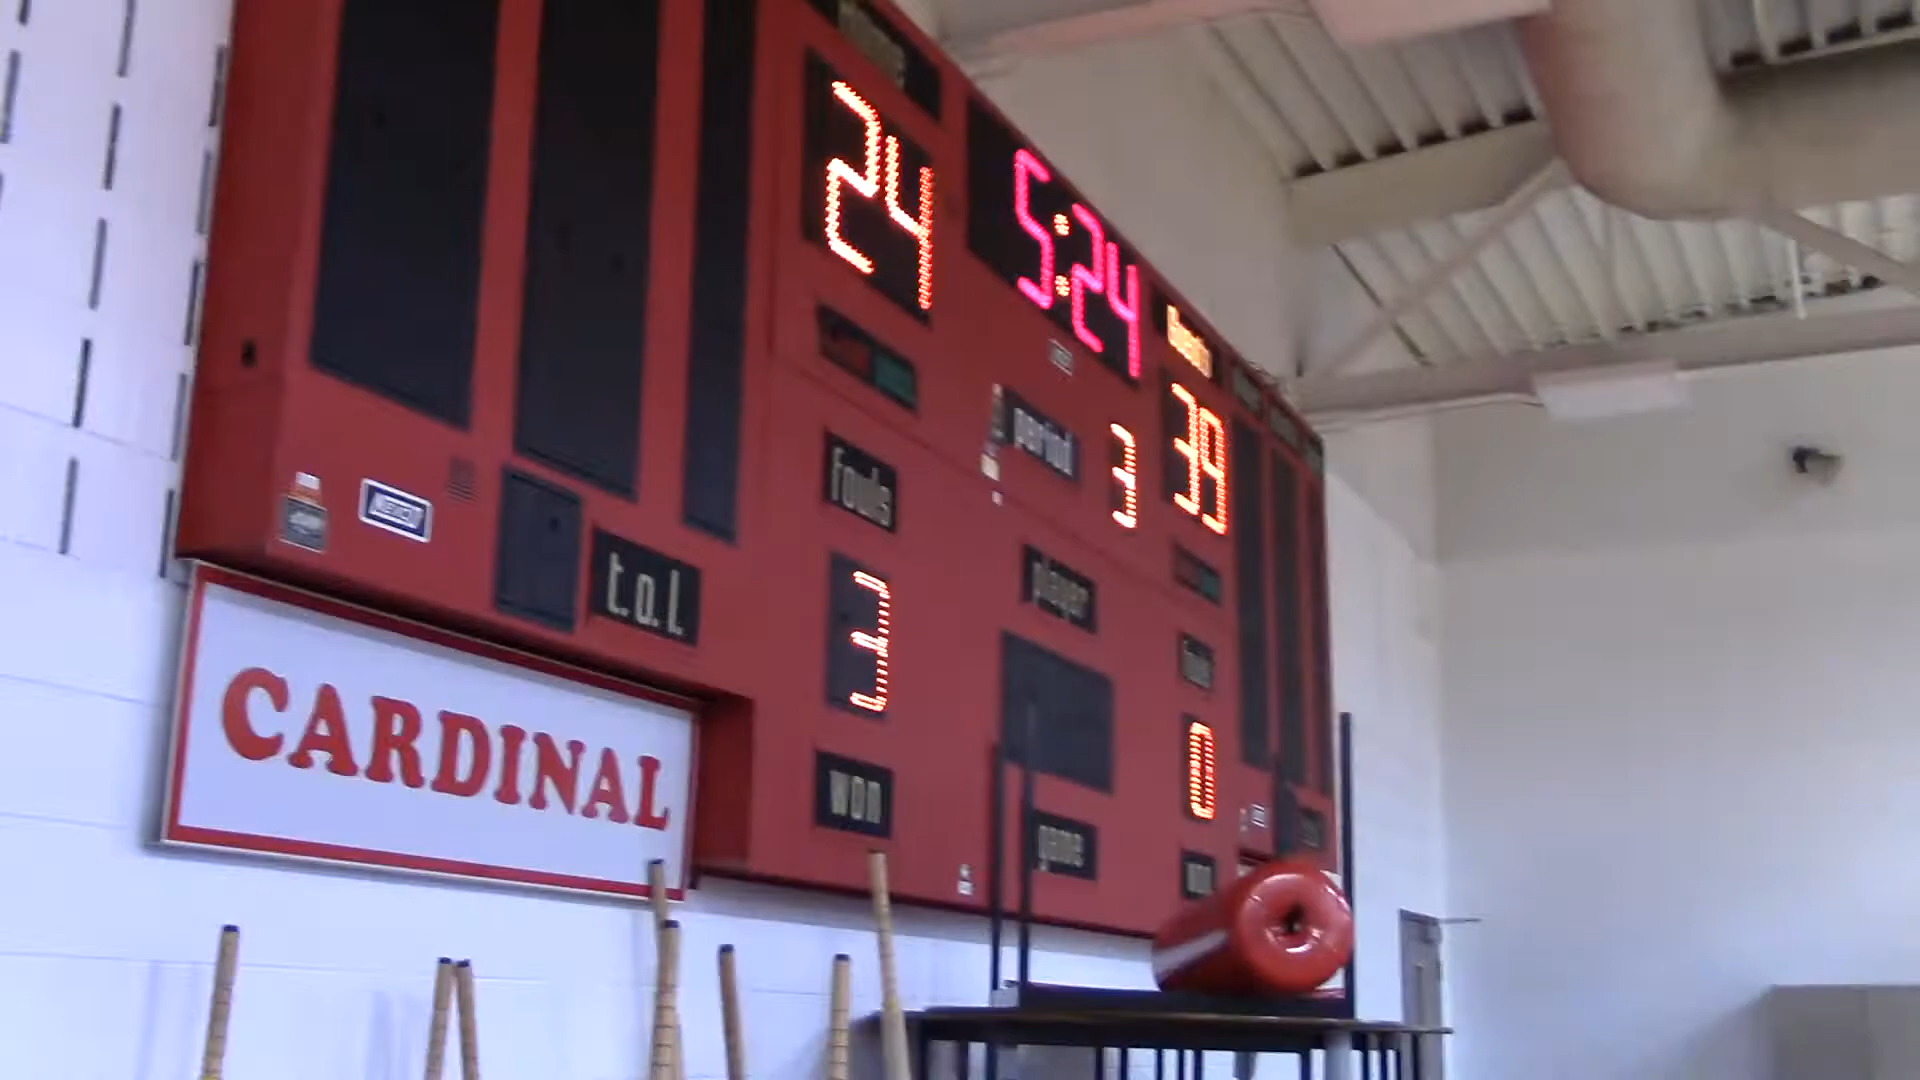 24
5:24
39
period 3
fouls
player
t.o.l.
3
0
won
game
CARDINAL